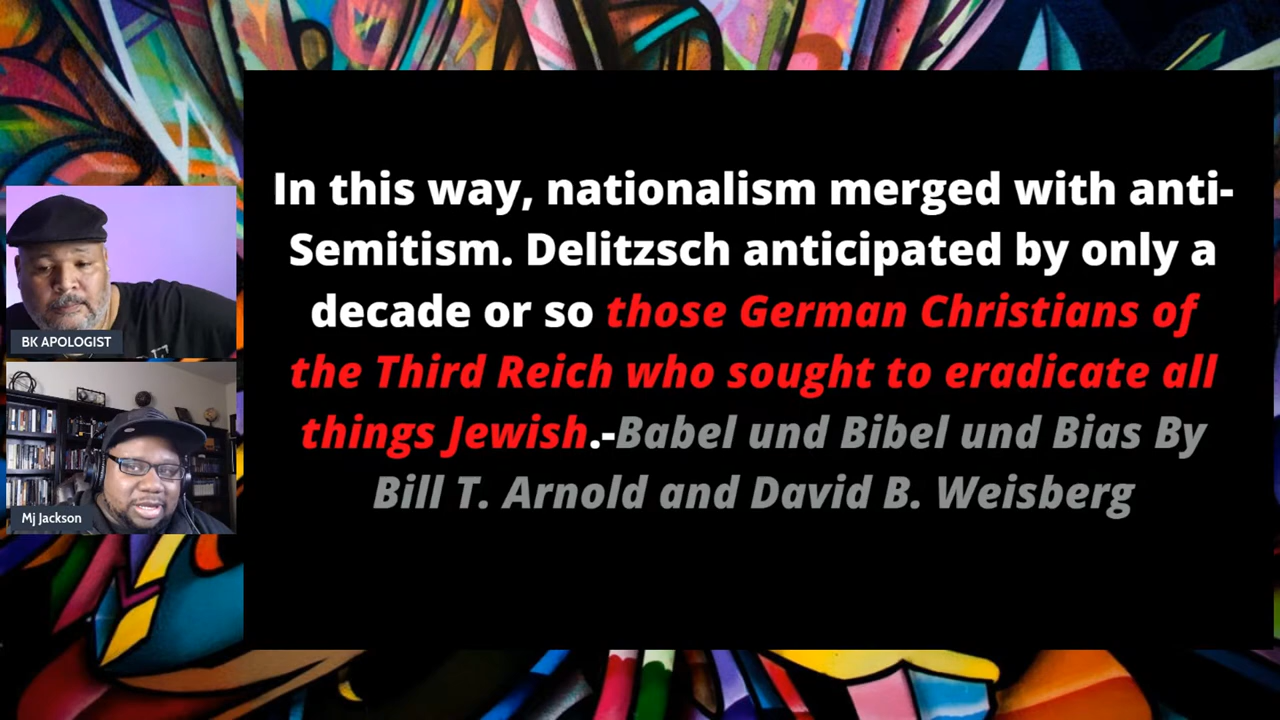 In this way, nationalism merged with anti-
Semitism. Delitzsch anticipated by only a
decade or so those German Christians of
the Third Reich who sought to eradicate all
things Jewish.-Babel und Bibel und Bias By
Bill T. Arnold and David B. Weisberg
BK APOLOGIST
Mj Jackson